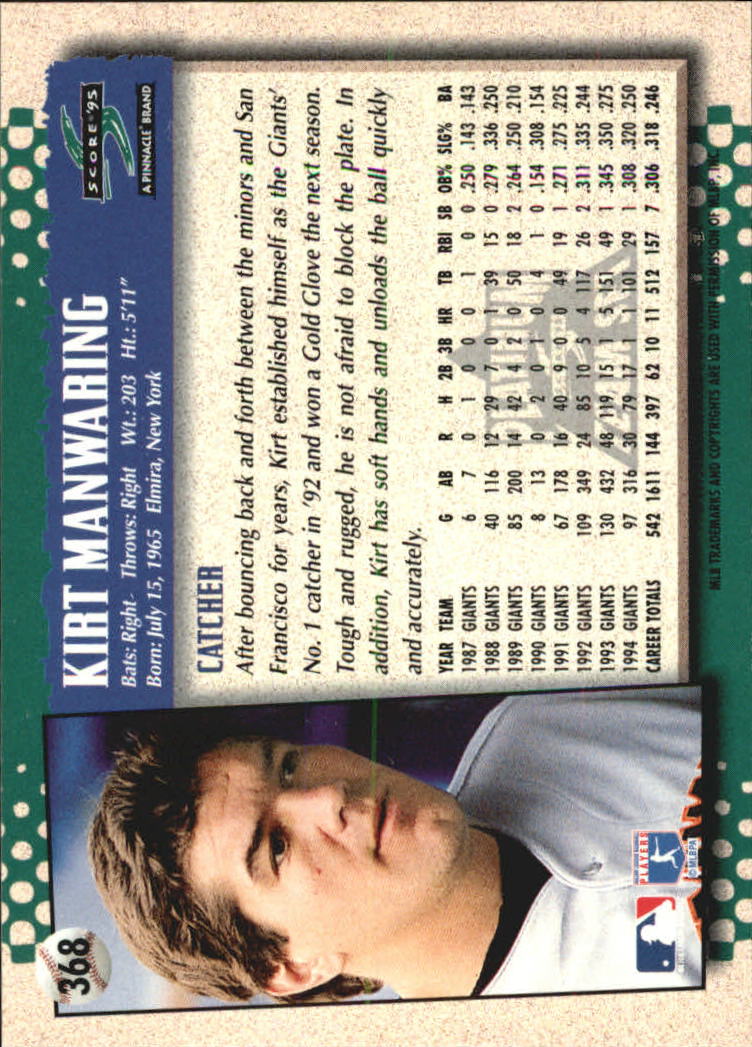 SCORE '95
A PINNACLE BRAND
KIRT MANWARING
Bats: Right Throws: Right Wt.: 203 Ht.: 5'11"
Born: July 15, 1965 Elmira, New York
CATCHER
After bouncing back and forth between the minors and San
Francisco for years, Kirt established himself as the Giants'
No. 1 catcher in '92 and won a Gold Glove the next season.
Tough and rugged, he is not afraid to block the plate. In
addition, Kirt has soft hands and unloads the ball quickly
and accurately.
YEAR TEAM G AB R H 2B 3B HR TB RBI SB OB% SLG% BA
1987 GIANTS 6 7 0 1 0 0 0 1 0 0 .250 .143 .143
1988 GIANTS 40 116 12 29 7 0 1 39 15 0 .279 .336 .250
1989 GIANTS 85 200 14 42 4 2 0 50 18 2 .264 .250 .210
1990 GIANTS 8 13 0 2 0 1 0 4 1 0 .154 .308 .154
1991 GIANTS 67 178 16 40 9 0 0 49 19 1 .271 .275 .225
1992 GIANTS 109 349 24 85 10 5 4 117 26 2 .311 .335 .244
1993 GIANTS 130 432 48 119 15 1 5 151 49 1 .345 .350 .275
1994 GIANTS 97 316 30 79 17 1 1 101 29 1 .308 .320 .250
CAREER TOTALS 542 1611 144 397 62 10 11 512 157 7 .306 .318 .246
PLATINUM
SCORE
MLB TRADEMARKS AND COPYRIGHTS ARE USED WITH PERMISSION OF MLBP, INC.
368
PLAYERS
© MLBPA